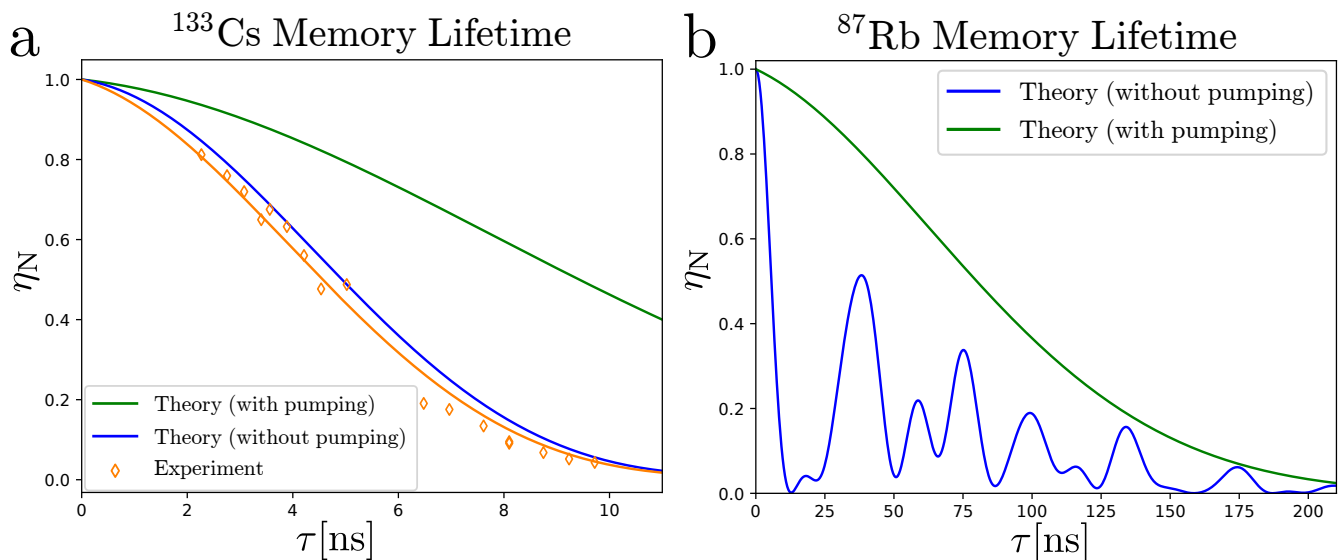 a
¹³³Cs Memory Lifetime
1.0
0.8
0.6
0.4
0.2
0.0
η_N
Theory (with pumping)
Theory (without pumping)
Experiment
0 2 4 6 8 10
τ[ns]
b
⁸⁷Rb Memory Lifetime
1.0
0.8
0.6
0.4
0.2
0.0
η_N
Theory (without pumping)
Theory (with pumping)
0 25 50 75 100 125 150 175 200
τ[ns]